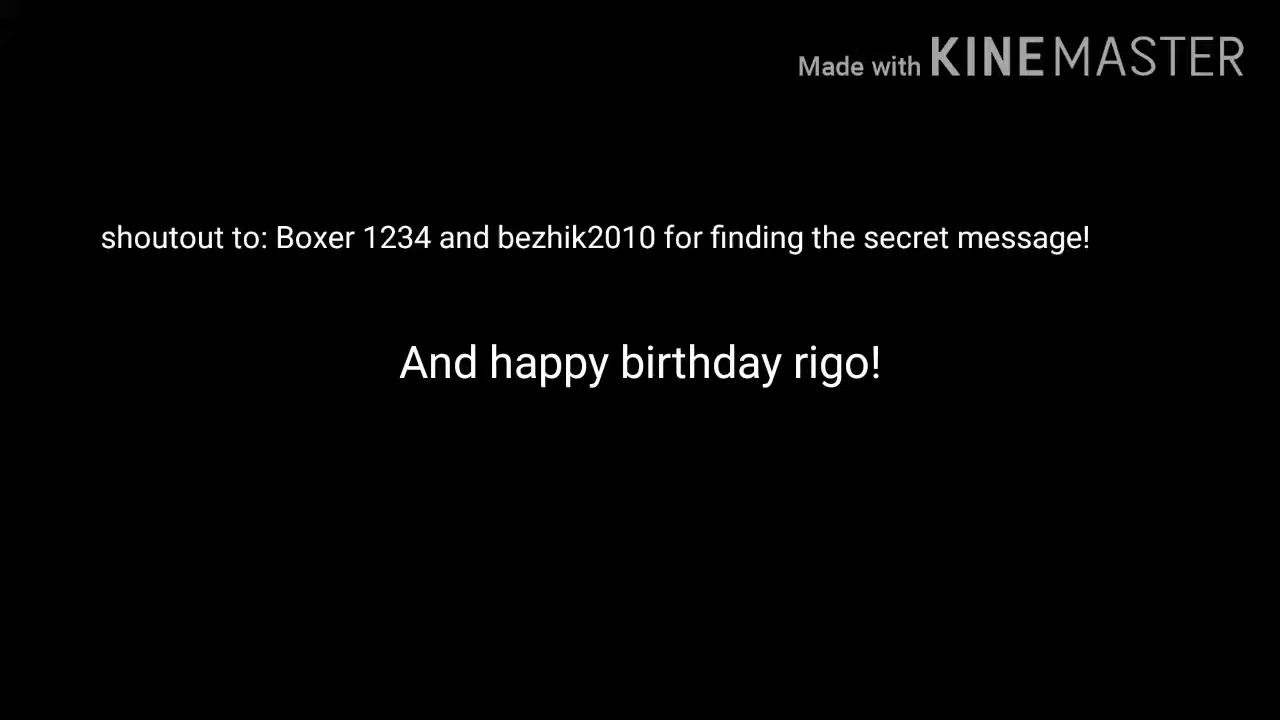 Made with KINEMASTER
shoutout to: Boxer 1234 and bezhik2010 for finding the secret message!
And happy birthday rigo!